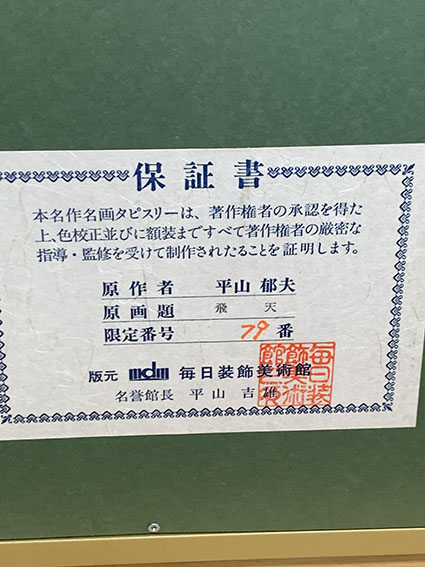 保証書
本名作名画タピスリーは、著作権者の承認を得た
上、色校正並びに額装まですべて著作権者の厳密な
指導・監修を受けて制作されたることを証明します。
原作者 平山郁夫
原画題 飛天
限定番号 79番
版元 mdm 毎日装飾美術館
名誉館長 平山吉雄